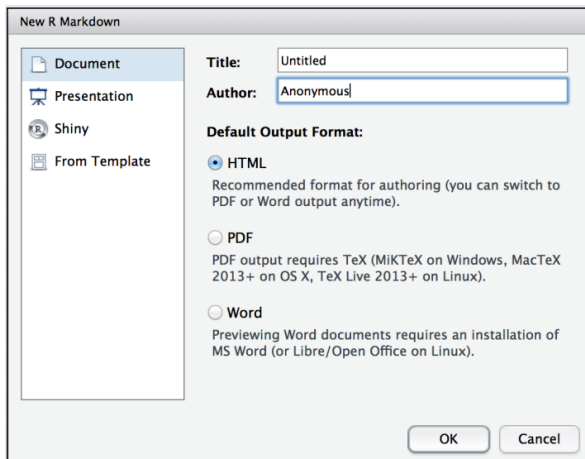 New R Markdown
Document
Presentation
Shiny
From Template
Title: Untitled
Author: Anonymous
Default Output Format:
HTML
Recommended format for authoring (you can switch to
PDF or Word output anytime).
PDF
PDF output requires TeX (MiKTeX on Windows, MacTeX
2013+ on OS X, TeX Live 2013+ on Linux).
Word
Previewing Word documents requires an installation of
MS Word (or Libre/Open Office on Linux).
OK Cancel